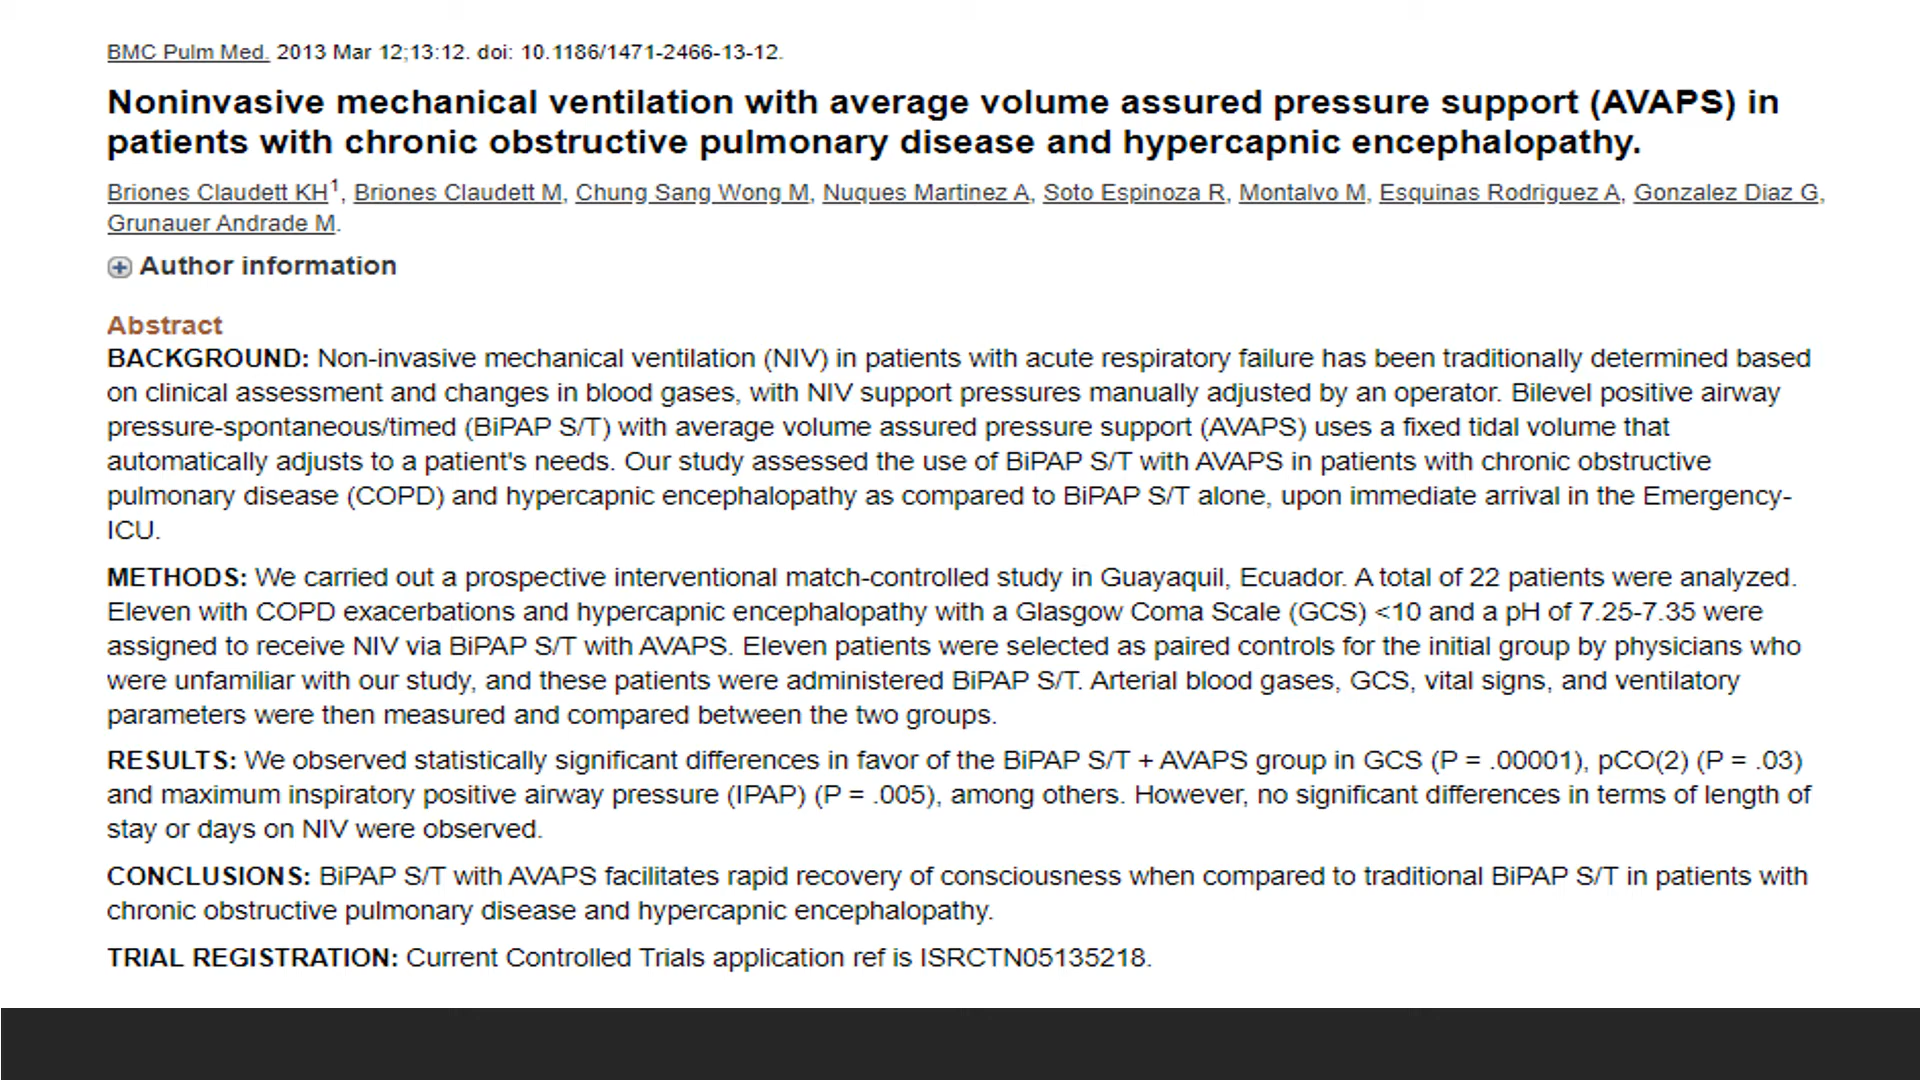 BMC Pulm Med. 2013 Mar 12;13:12. doi: 10.1186/1471-2466-13-12.
Noninvasive mechanical ventilation with average volume assured pressure support (AVAPS) in
patients with chronic obstructive pulmonary disease and hypercapnic encephalopathy.
Briones Claudett KH1, Briones Claudett M, Chung Sang Wong M, Nuques Martinez A, Soto Espinoza R, Montalvo M, Esquinas Rodriguez A, Gonzalez Diaz G,
Grunauer Andrade M.
Author information
Abstract
BACKGROUND: Non-invasive mechanical ventilation (NIV) in patients with acute respiratory failure has been traditionally determined based
on clinical assessment and changes in blood gases, with NIV support pressures manually adjusted by an operator. Bilevel positive airway
pressure-spontaneous/timed (BiPAP S/T) with average volume assured pressure support (AVAPS) uses a fixed tidal volume that
automatically adjusts to a patient's needs. Our study assessed the use of BiPAP S/T with AVAPS in patients with chronic obstructive
pulmonary disease (COPD) and hypercapnic encephalopathy as compared to BiPAP S/T alone, upon immediate arrival in the Emergency-
ICU.
METHODS: We carried out a prospective interventional match-controlled study in Guayaquil, Ecuador. A total of 22 patients were analyzed.
Eleven with COPD exacerbations and hypercapnic encephalopathy with a Glasgow Coma Scale (GCS) <10 and a pH of 7.25-7.35 were
assigned to receive NIV via BiPAP S/T with AVAPS. Eleven patients were selected as paired controls for the initial group by physicians who
were unfamiliar with our study, and these patients were administered BiPAP S/T. Arterial blood gases, GCS, vital signs, and ventilatory
parameters were then measured and compared between the two groups.
RESULTS: We observed statistically significant differences in favor of the BiPAP S/T + AVAPS group in GCS (P = .00001), pCO(2) (P = .03)
and maximum inspiratory positive airway pressure (IPAP) (P = .005), among others. However, no significant differences in terms of length of
stay or days on NIV were observed.
CONCLUSIONS: BiPAP S/T with AVAPS facilitates rapid recovery of consciousness when compared to traditional BiPAP S/T in patients with
chronic obstructive pulmonary disease and hypercapnic encephalopathy.
TRIAL REGISTRATION: Current Controlled Trials application ref is ISRCTN05135218.